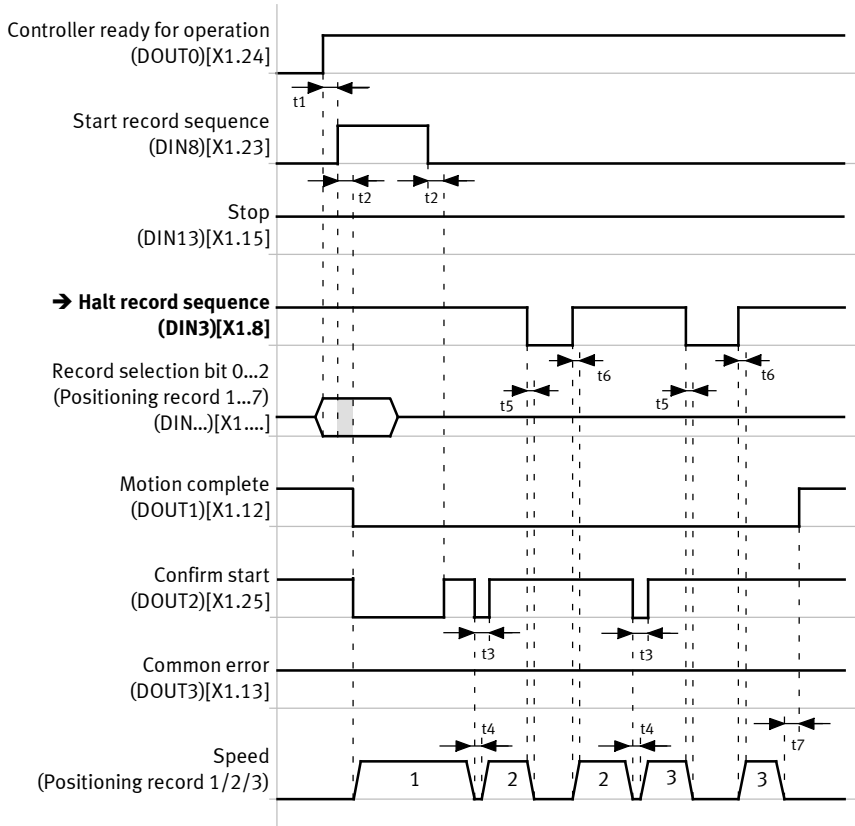 Controller ready for operation
(DOUT0)[X1.24]
t1
Start record sequence
(DIN8)[X1.23]
t2
t2
Stop
(DIN13)[X1.15]
➔ Halt record sequence
(DIN3)[X1.8]
t6
t6
Record selection bit 0...2
(Positioning record 1...7)
(DIN...)[X1....]
t5
t5
Motion complete
(DOUT1)[X1.12]
Confirm start
(DOUT2)[X1.25]
t3
t3
Common error
(DOUT3)[X1.13]
t4
t4
t7
Speed
(Positioning record 1/2/3)
1
2
2
3
3